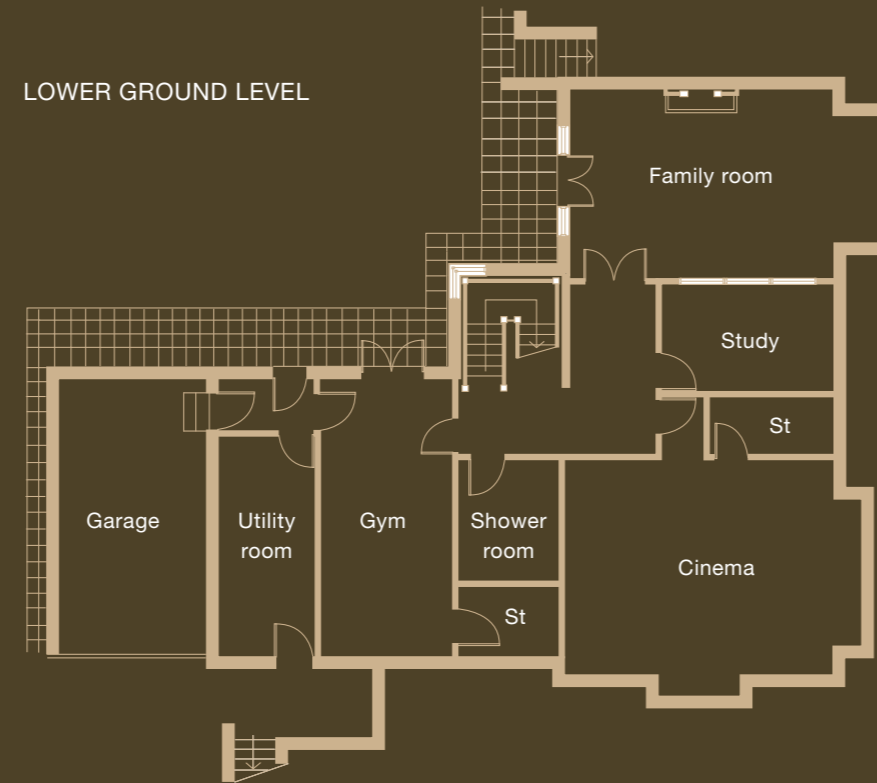 LOWER GROUND LEVEL
Family room
Study
St
Garage
Utility
room
Gym
Shower
room
Cinema
St